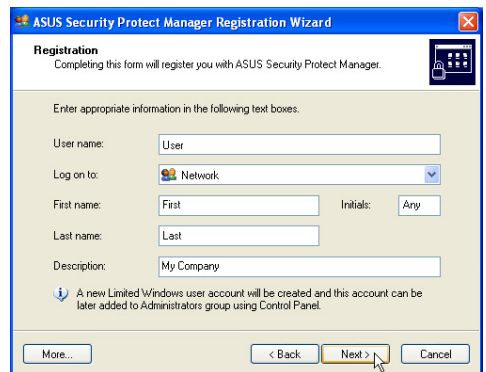 ASUS Security Protect Manager Registration Wizard
Registration
Completing this form will register you with ASUS Security Protect Manager.
Enter appropriate information in the following text boxes.
User name: User
Log on to: Network
First name: First Initials: Any
Last name: Last
Description: My Company
A new Limited Windows user account will be created and this account can be
later added to Administrators group using Control Panel.
More... < Back Next > Cancel